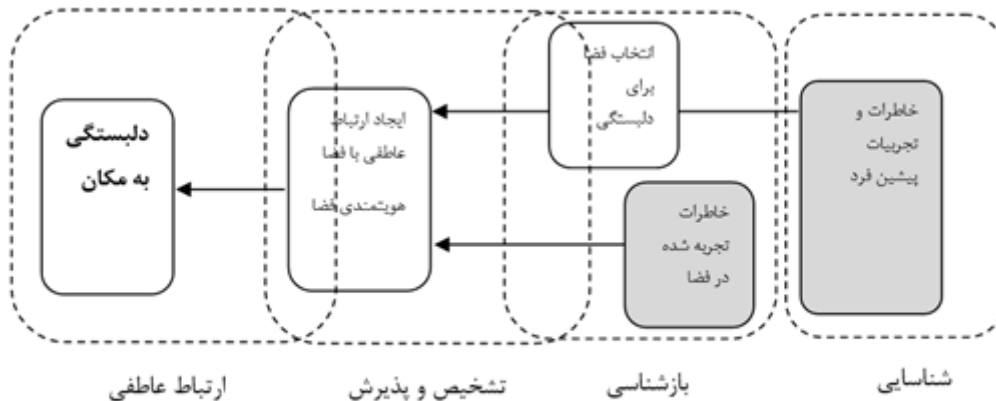 خاطرات و
تجربیات
پیشین فرد
انتخاب فضا
برای
دلبستگی
خاطرات
تجربه شده
در فضا
ایجاد ارتباط
عاطفی با فضا
هویتمندی فضا
دلبستگی
به مکان
شناسایی
بازشناسی
تشخیص و پذیرش
ارتباط عاطفی